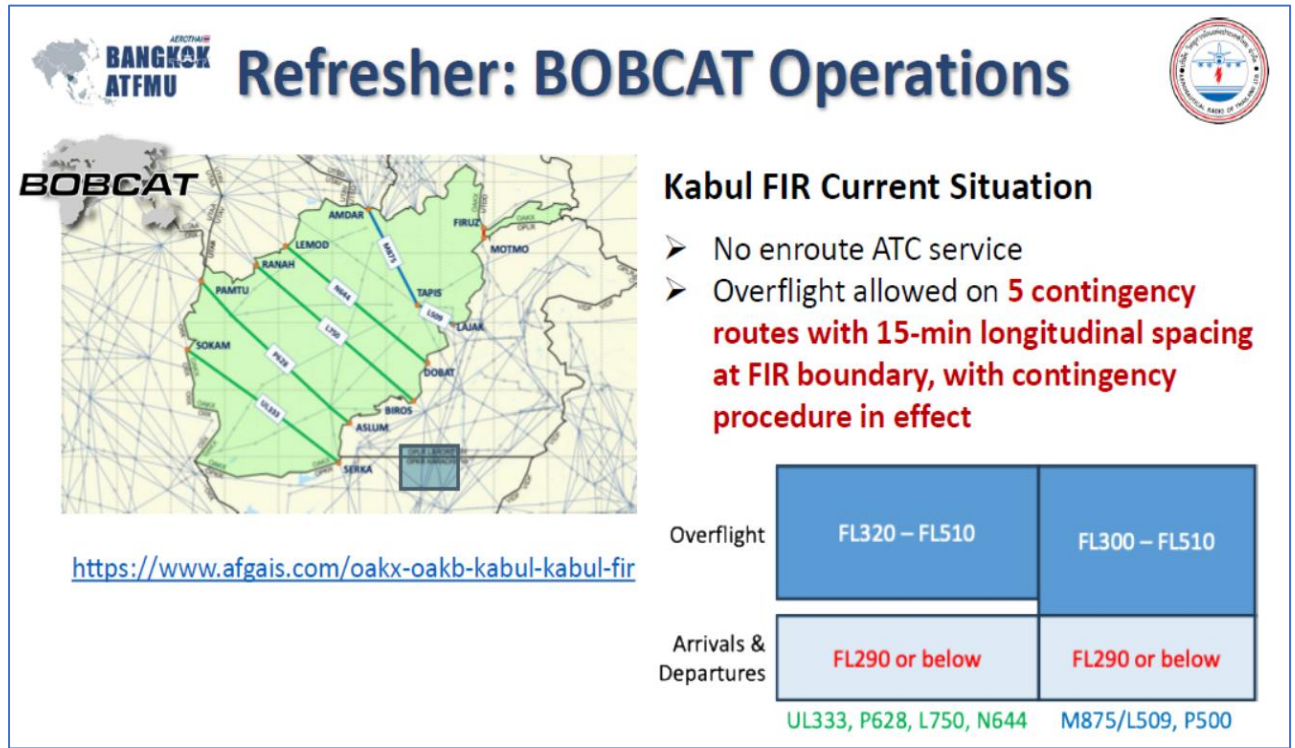 AEROTHAI
BANGKOK
ATFMU
Refresher: BOBCAT Operations
BOBCAT
Kabul FIR Current Situation
➢ No enroute ATC service
➢ Overflight allowed on 5 contingency
routes with 15-min longitudinal spacing
at FIR boundary, with contingency
procedure in effect
AMDAR
FIRUZ
MOTMO
LEMOD
RANAH
M875
PAMTU
N644
TAPIS
L509
LAJAK
SOKAM
L750
P628
DOBAT
UL333
BIROS
ASLUM
SERKA
https://www.afgais.com/oakx-oakb-kabul-kabul-fir
Overflight
FL320 – FL510
FL300 – FL510
Arrivals &
Departures
FL290 or below
FL290 or below
UL333, P628, L750, N644
M875/L509, P500